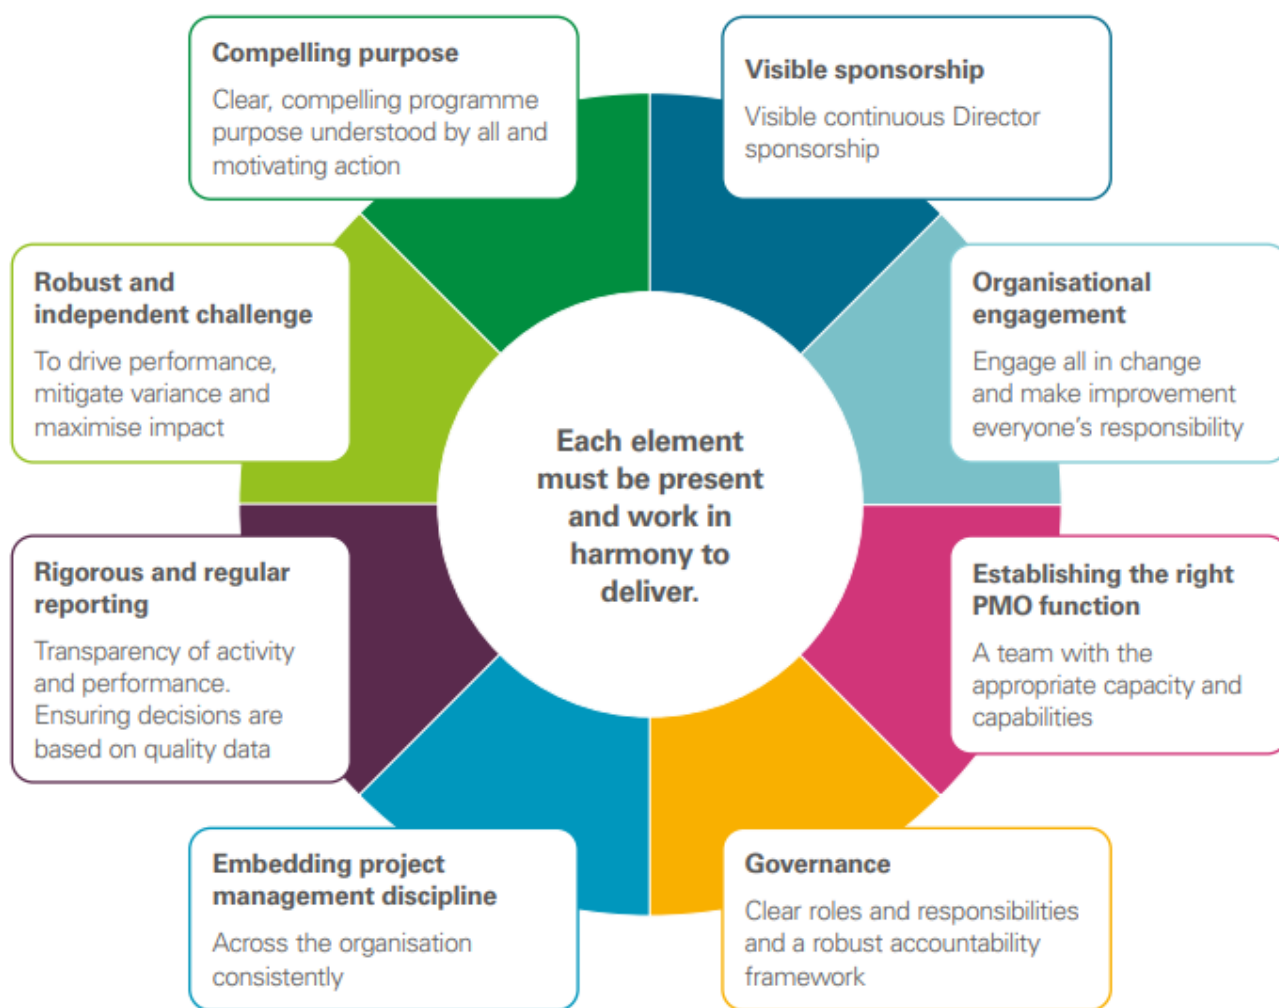 Compelling purpose
Clear, compelling programme
purpose understood by all and
motivating action
Visible sponsorship
Visible continuous Director
sponsorship
Robust and
independent challenge
To drive performance,
mitigate variance and
maximise impact
Organisational
engagement
Engage all in change
and make improvement
everyone’s responsibility
Each element
must be present
and work in
harmony to
deliver.
Rigorous and regular
reporting
Transparency of activity
and performance.
Ensuring decisions are
based on quality data
Establishing the right
PMO function
A team with the
appropriate capacity and
capabilities
Embedding project
management discipline
Across the organisation
consistently
Governance
Clear roles and responsibilities
and a robust accountability
framework